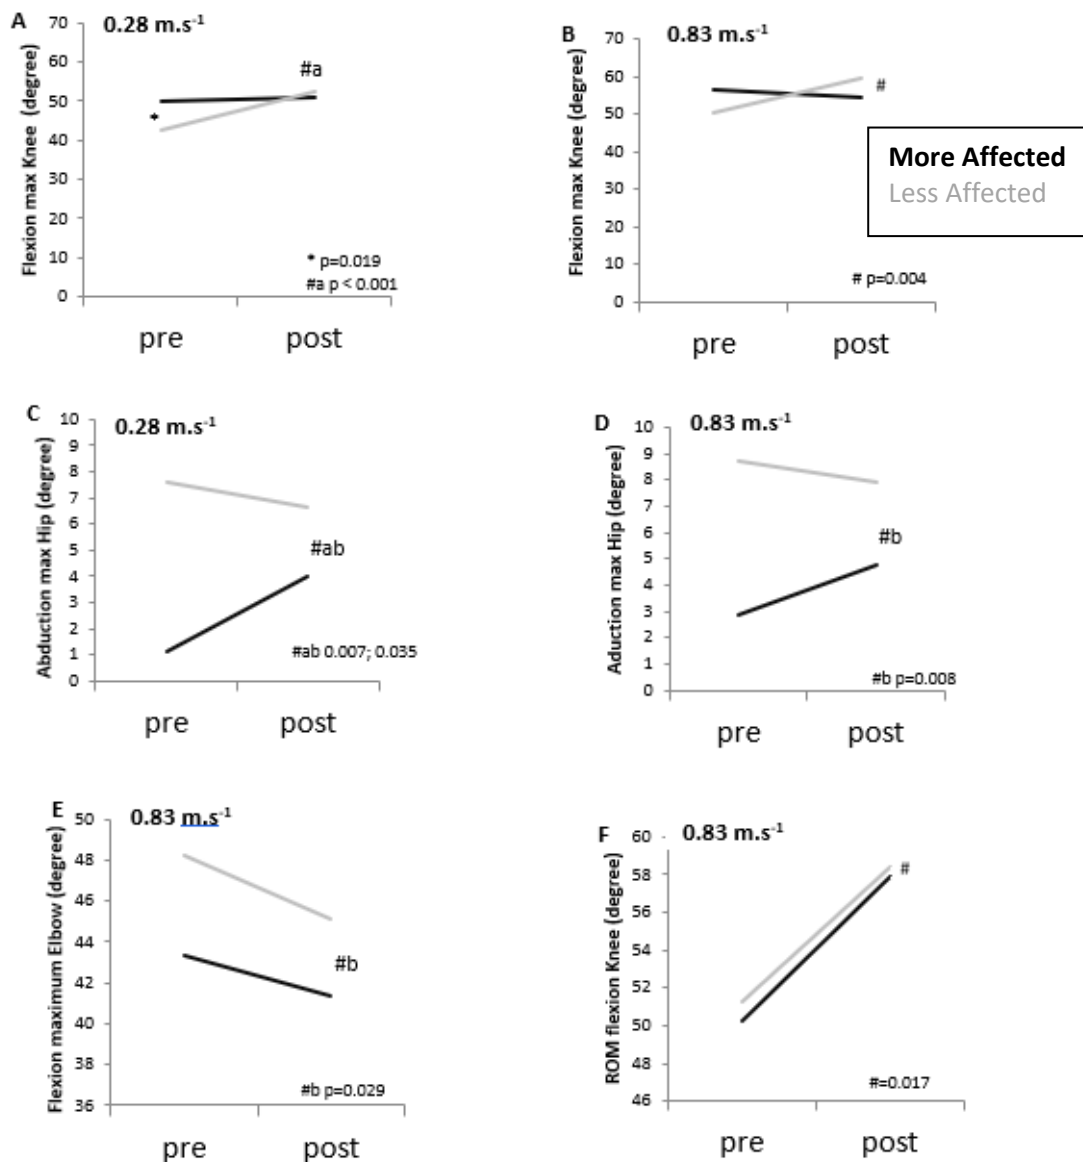 A
0.28 m.s-1
Flexion max Knee (degree)
70
60
50
40
30
20
10
0
#a
*
* p=0.019
#a p < 0.001
pre post
B
0.83 m.s-1
Flexion max Knee (degree)
70
60
50
40
30
20
10
0
#
# p=0.004
pre post
More Affected
Less Affected
C
0.28 m.s-1
Abduction max Hip (degree)
10
9
8
7
6
5
4
3
2
1
0
#ab
#ab 0.007; 0.035
pre post
D
0.83 m.s-1
Aduction max Hip (degree)
10
9
8
7
6
5
4
3
2
1
0
#b
#b p=0.008
pre post
E
0.83 m.s-1
Flexion maximum Elbow (degree)
50
48
46
44
42
40
38
36
#b
#b p=0.029
pre post
F
0.83 m.s-1
ROM flexion Knee (degree)
60
58
56
54
52
50
48
46
#
#=0.017
pre post